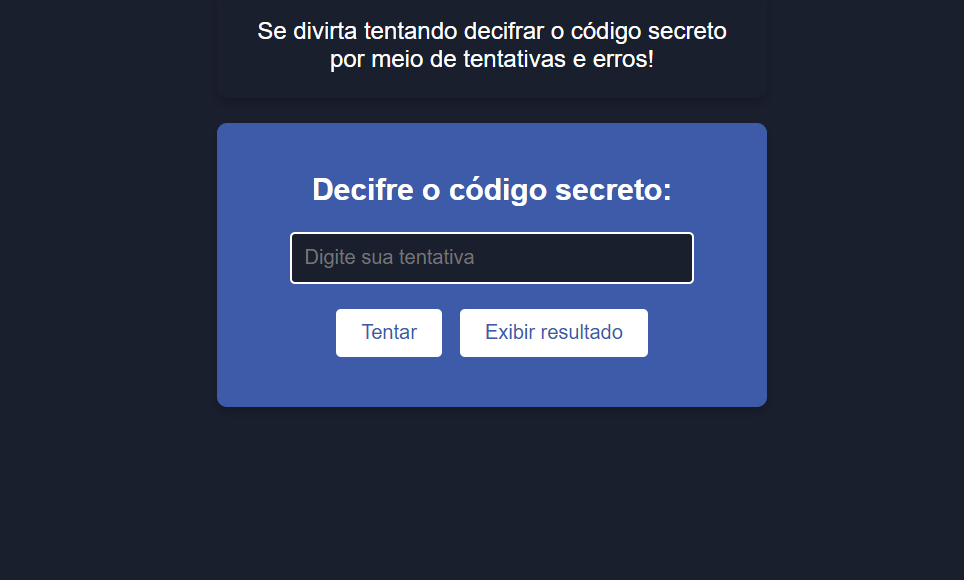 Se divirta tentando decifrar o código secreto
por meio de tentativas e erros!
Decifre o código secreto:
Digite sua tentativa
Tentar
Exibir resultado